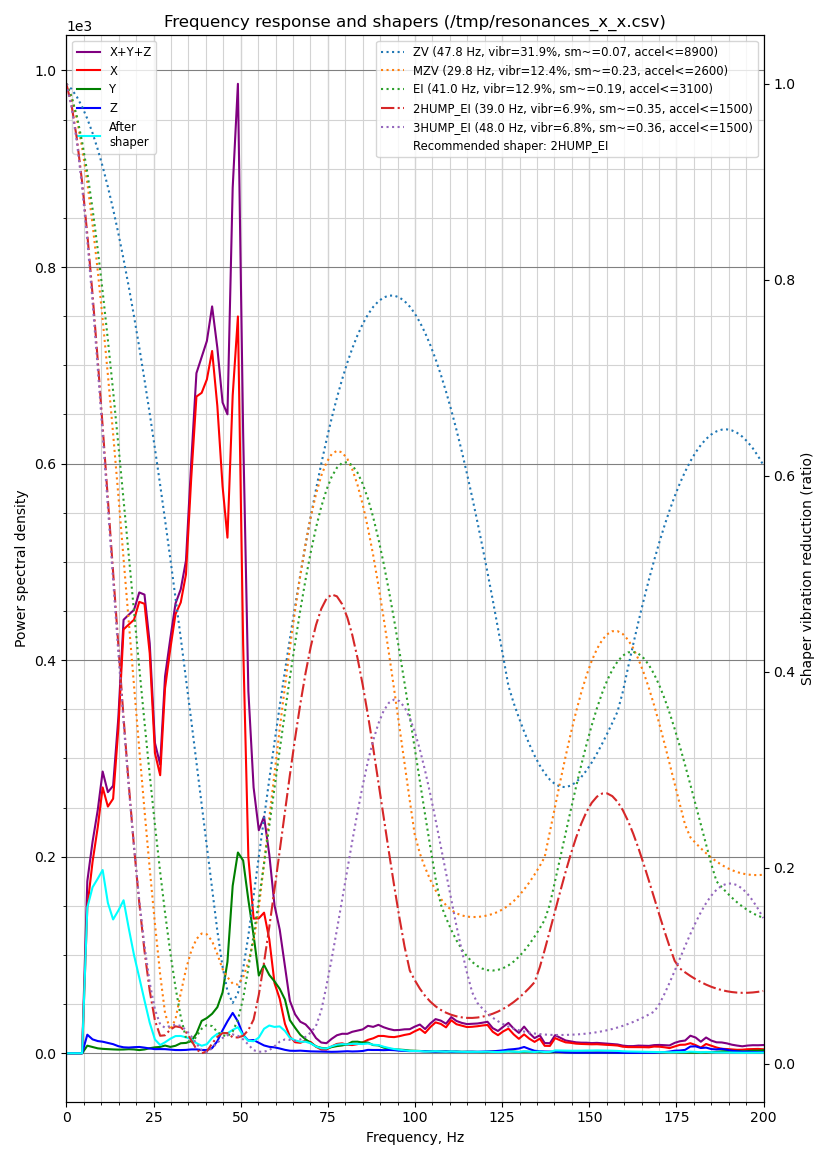 Frequency response and shapers (/tmp/resonances_x_x.csv)
1e3
X+Y+Z
X
Y
Z
After
shaper
ZV (47.8 Hz, vibr=31.9%, sm~=0.07, accel<=8900)
MZV (29.8 Hz, vibr=12.4%, sm~=0.23, accel<=2600)
EI (41.0 Hz, vibr=12.9%, sm~=0.19, accel<=3100)
2HUMP_EI (39.0 Hz, vibr=6.9%, sm~=0.35, accel<=1500)
3HUMP_EI (48.0 Hz, vibr=6.8%, sm~=0.36, accel<=1500)
Recommended shaper: 2HUMP_EI
Power spectral density
1.0
0.8
0.6
0.4
0.2
0.0
Shaper vibration reduction (ratio)
1.0
0.8
0.6
0.4
0.2
0.0
0 25 50 75 100 125 150 175 200
Frequency, Hz